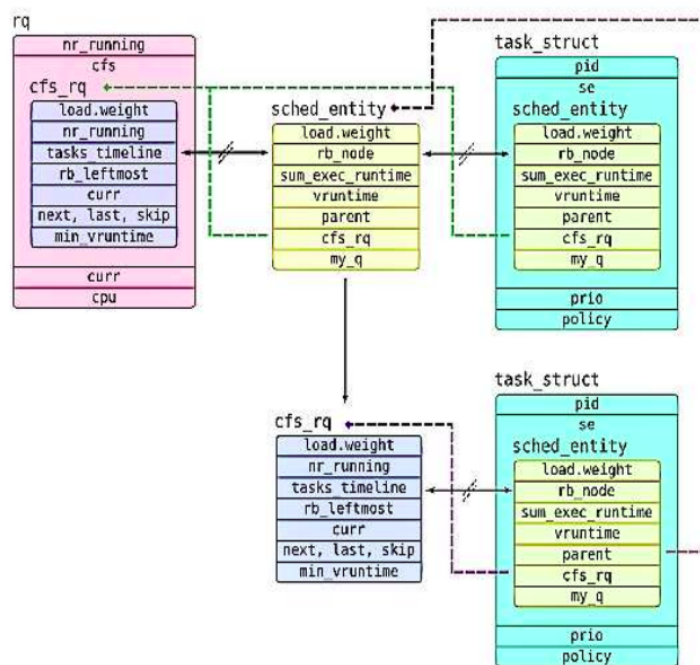 rq
nr_running
cfs
cfs_rq
load.weight
nr_running
tasks_timeline
rb_leftmost
curr
next, last, skip
min_vruntime
curr
cpu
sched_entity
load.weight
rb_node
sum_exec_runtime
vruntime
parent
cfs_rq
my_q
task_struct
pid
se
sched_entity
load.weight
rb_node
sum_exec_runtime
vruntime
parent
cfs_rq
my_q
prio
policy
cfs_rq
load.weight
nr_running
tasks_timeline
rb_leftmost
curr
next, last, skip
min_vruntime
task_struct
pid
se
sched_entity
load.weight
rb_node
sum_exec_runtime
vruntime
parent
cfs_rq
my_q
prio
policy